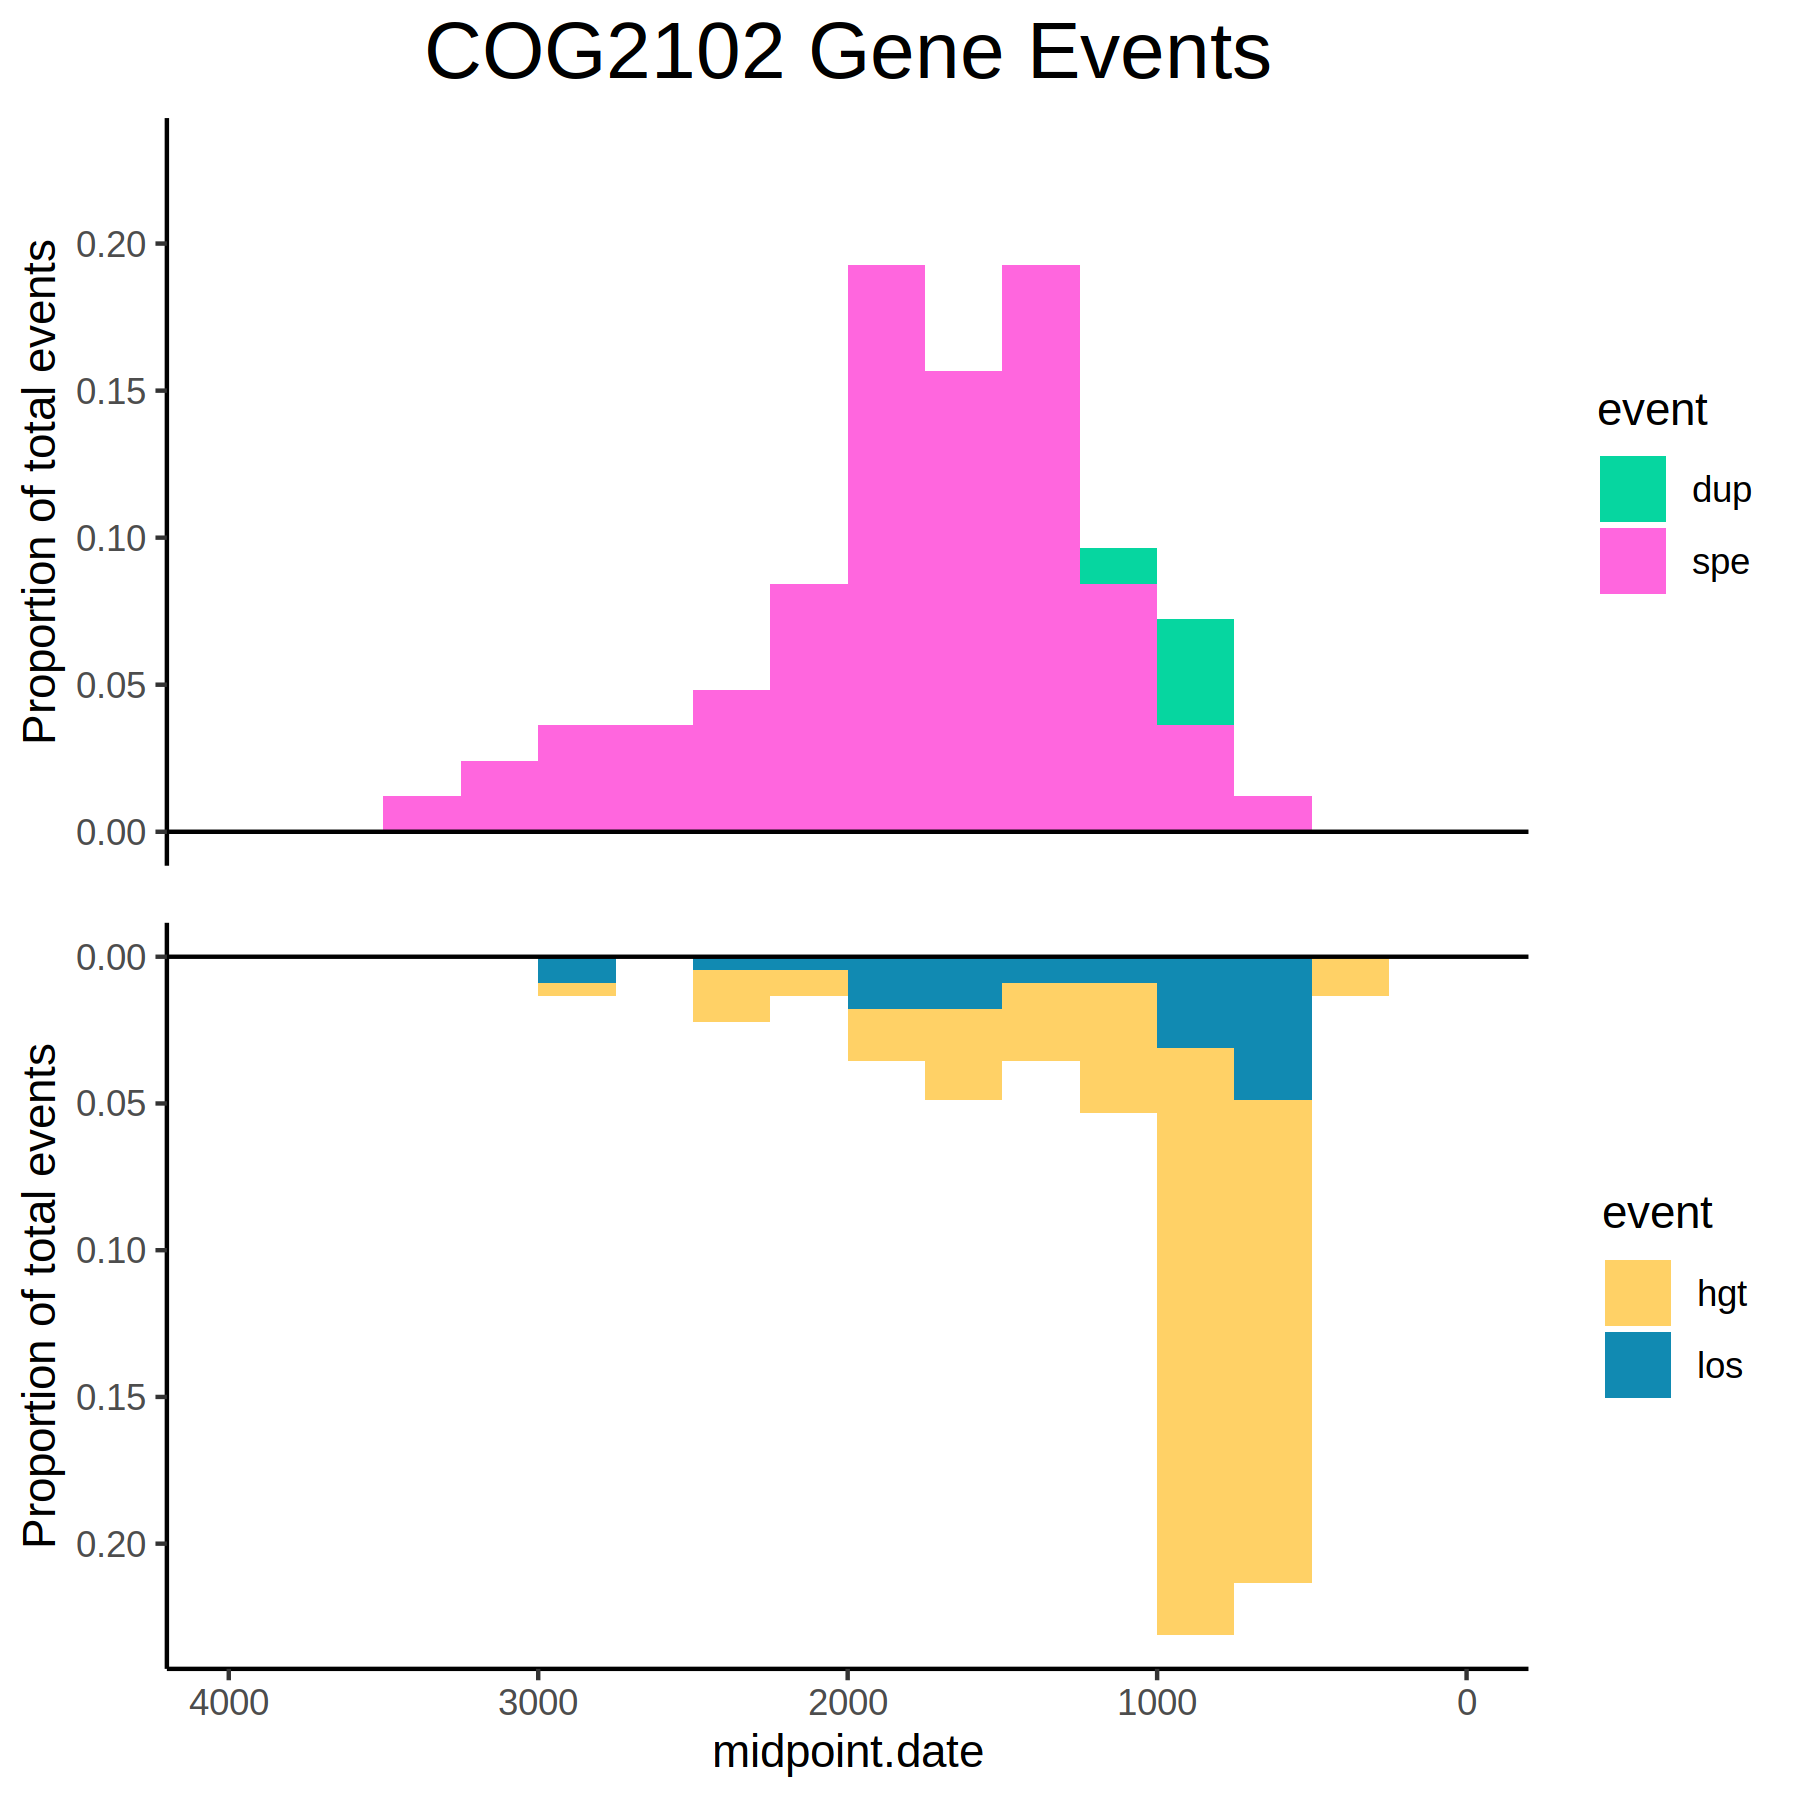 COG2102 Gene Events
Proportion of total events
0.20
0.15
0.10
0.05
0.00
event
dup
spe
Proportion of total events
0.00
0.05
0.10
0.15
0.20
event
hgt
los
4000 3000 2000 1000 0
midpoint.date